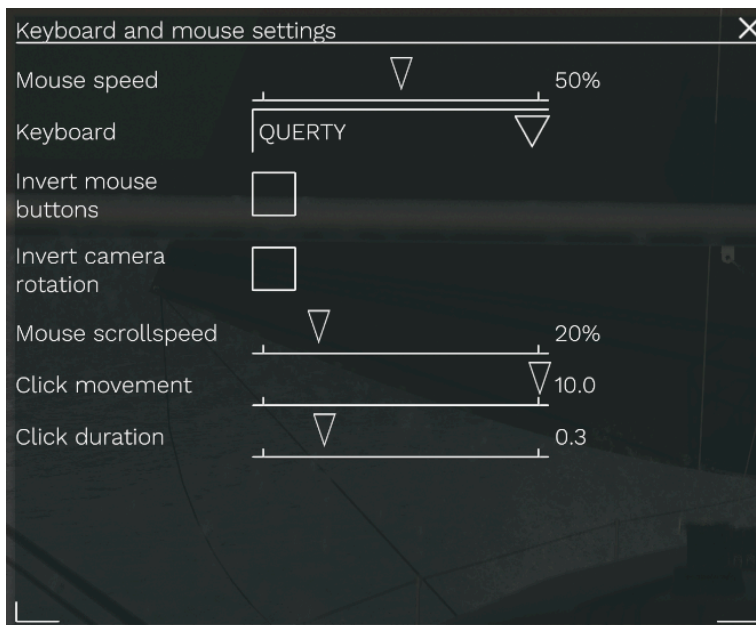 Keyboard and mouse settings
Mouse speed 50%
Keyboard QUERTY
Invert mouse
buttons
Invert camera
rotation
Mouse scrollspeed 20%
Click movement 10.0
Click duration 0.3